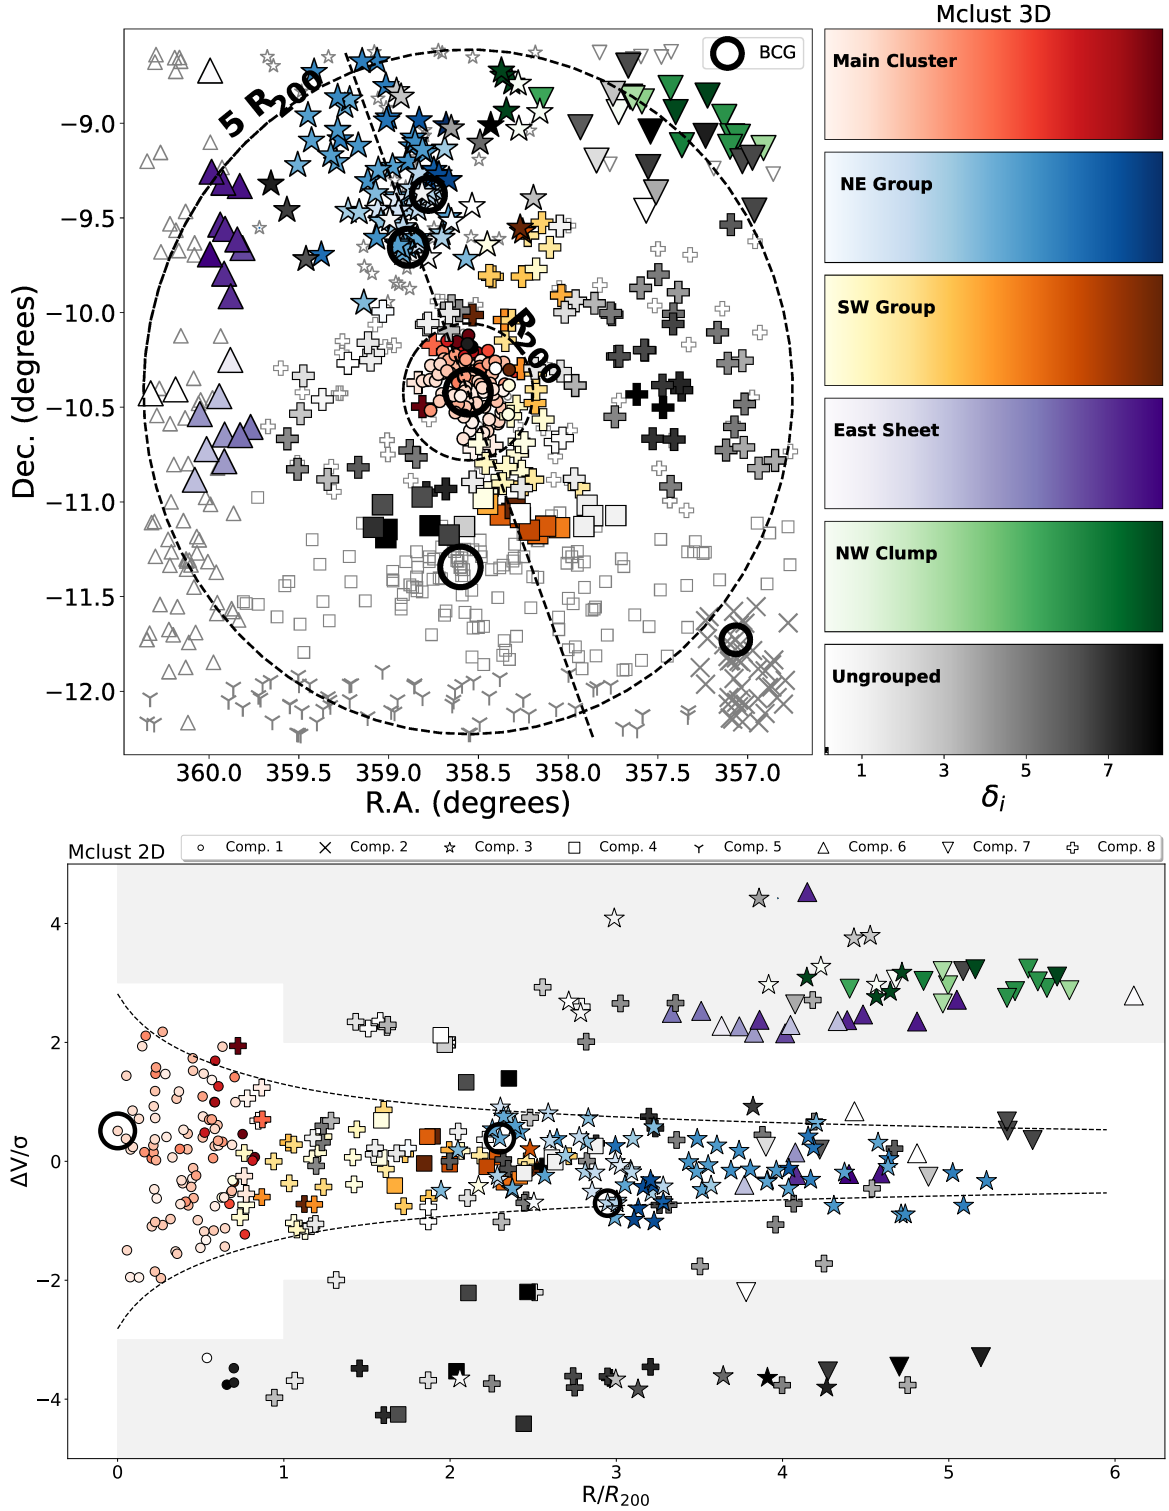 Mclust 3D
BCG
5 R200
R200
Main Cluster
NE Group
SW Group
East Sheet
NW Clump
Ungrouped
−9.0
−9.5
−10.0
−10.5
−11.0
−11.5
−12.0
Dec. (degrees)
360.0 359.5 359.0 358.5 358.0 357.5 357.0
R.A. (degrees)
1 3 5 7
δi
Mclust 2D
Comp. 1 Comp. 2 Comp. 3 Comp. 4 Comp. 5 Comp. 6 Comp. 7 Comp. 8
4
2
0
−2
−4
ΔV/σ
0 1 2 3 4 5 6
R/R200